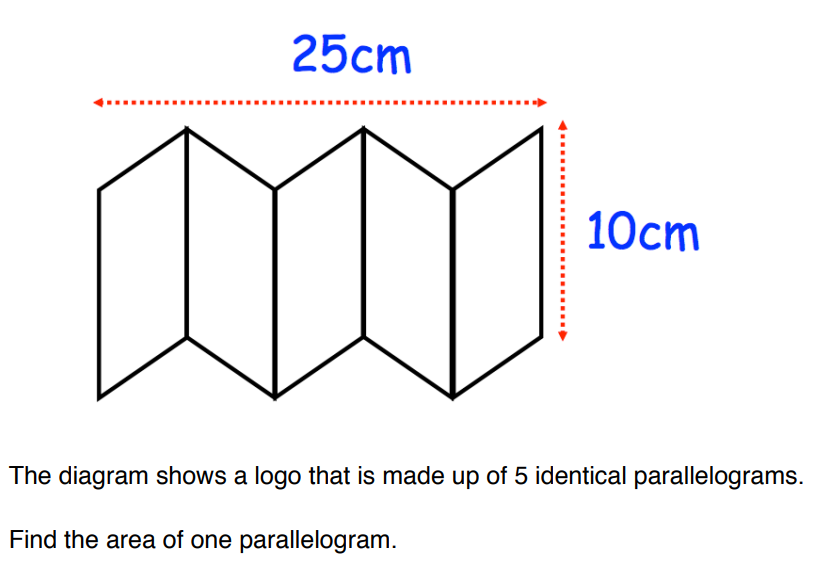 25cm
10cm
The diagram shows a logo that is made up of 5 identical parallelograms.
Find the area of one parallelogram.